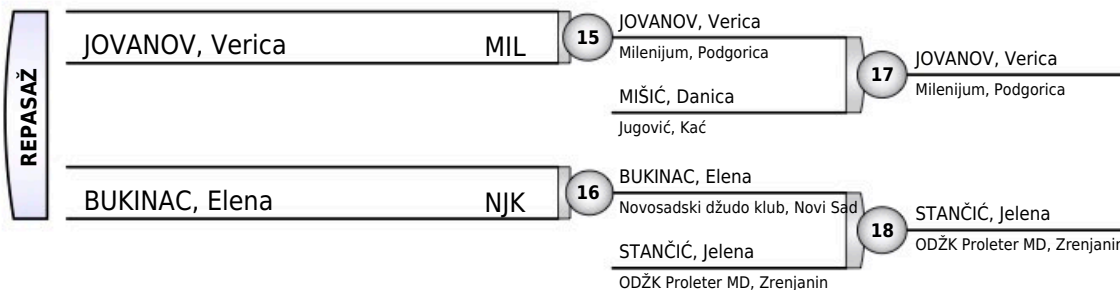 REPASAŽ
JOVANOV, Verica MIL
15
JOVANOV, Verica
Milenijum, Podgorica
MIŠIĆ, Danica
Jugović, Kać
17
JOVANOV, Verica
Milenijum, Podgorica
BUKINAC, Elena NJK
16
BUKINAC, Elena
Novosadski džudo klub, Novi Sad
STANČIĆ, Jelena
ODŽK Proleter MD, Zrenjanin
18
STANČIĆ, Jelena
ODŽK Proleter MD, Zrenjanin